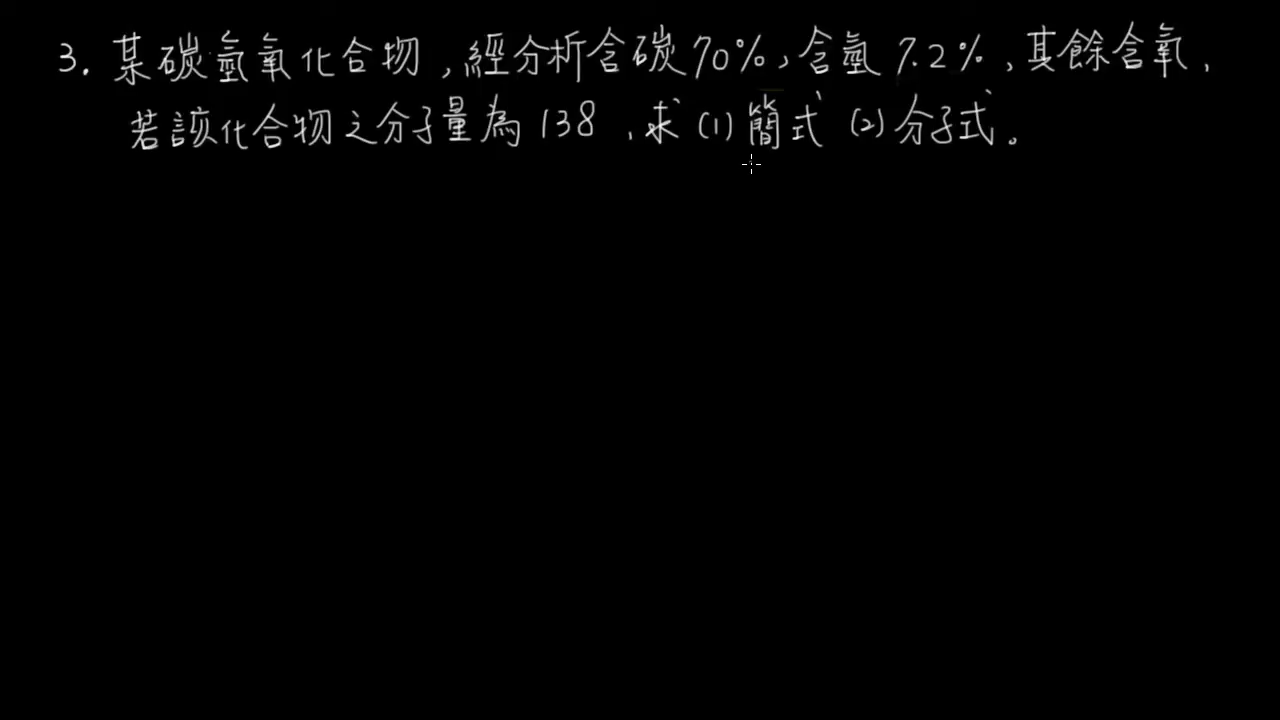 3. 某碳氫氧化合物,經分析含碳70%,含氫7.2%,其餘含氧,
若該化合物之分子量為138,求(1)簡式(2)分子式。